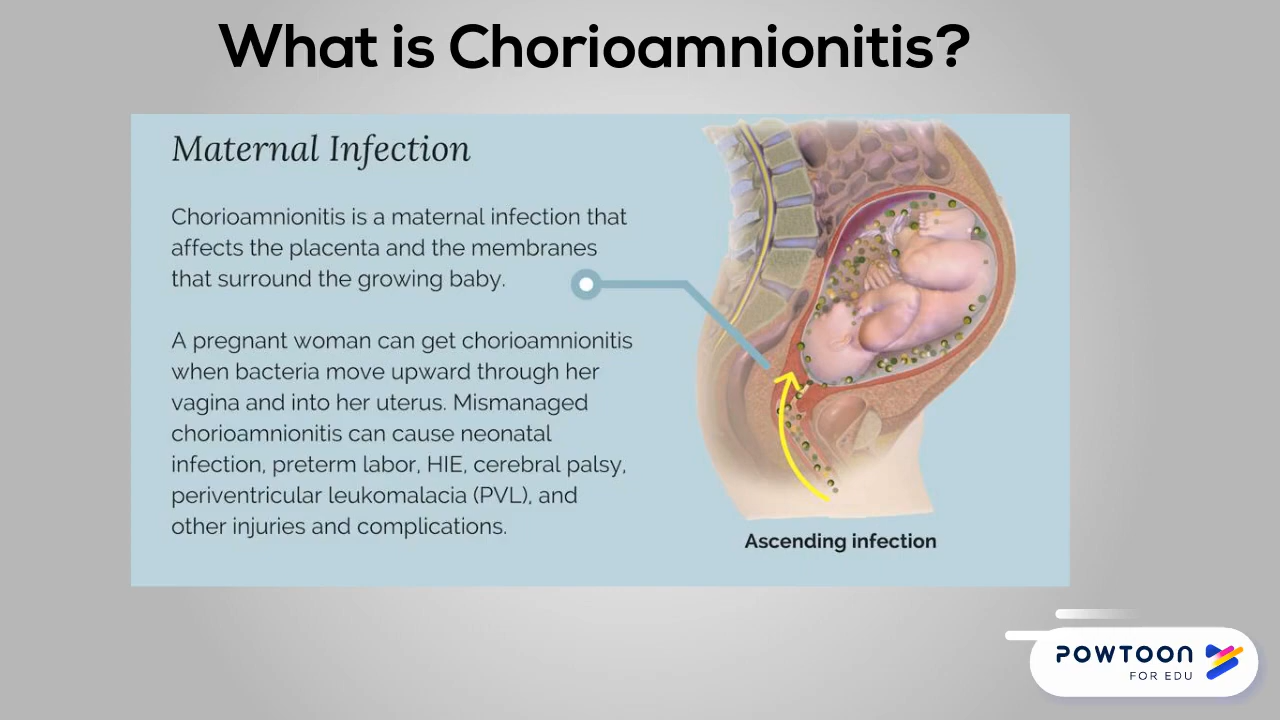 What is Chorioamnionitis?
Maternal Infection
Chorioamnionitis is a maternal infection that
affects the placenta and the membranes
that surround the growing baby.
A pregnant woman can get chorioamnionitis
when bacteria move upward through her
vagina and into her uterus. Mismanaged
chorioamnionitis can cause neonatal
infection, preterm labor, HIE, cerebral palsy,
periventricular leukomalacia (PVL), and
other injuries and complications.
Ascending infection
POWTOON
FOR EDU